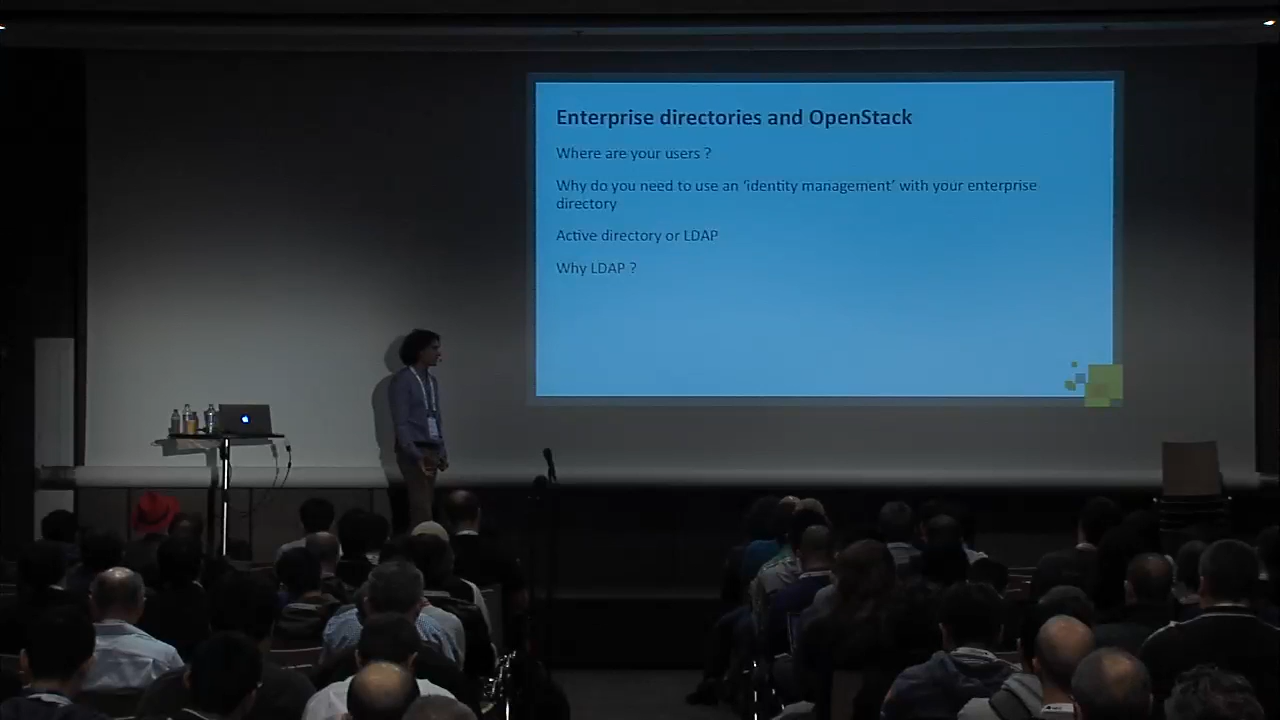 Enterprise directories and OpenStack
Where are your users ?
Why do you need to use an ‘identity management’ with your enterprise
directory
Active directory or LDAP
Why LDAP ?